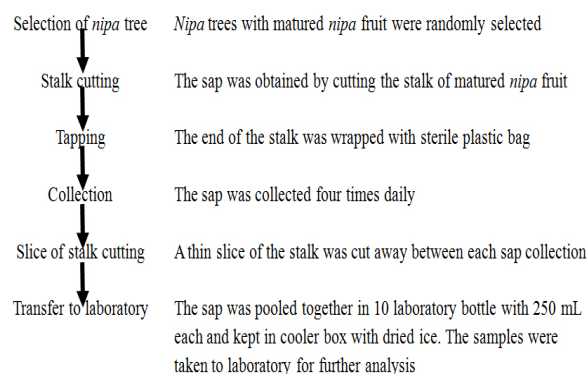 Selection of nipa tree Nipa trees with matured nipa fruit were randomly selected
Stalk cutting The sap was obtained by cutting the stalk of matured nipa fruit
Tapping The end of the stalk was wrapped with sterile plastic bag
Collection The sap was collected four times daily
Slice of stalk cutting A thin slice of the stalk was cut away between each sap collection
Transfer to laboratory The sap was pooled together in 10 laboratory bottle with 250 mL
each and kept in cooler box with dried ice. The samples were
taken to laboratory for further analysis